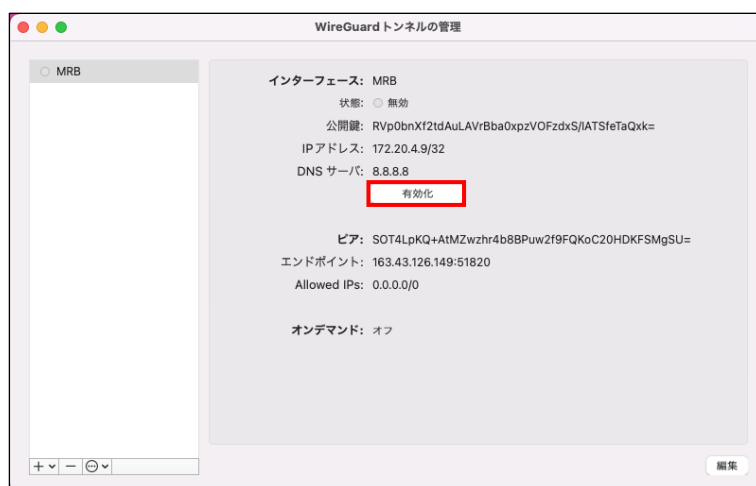 WireGuard トンネルの管理
MRB
インターフェース: MRB
状態: 無効
公開鍵: RVp0bnXf2tdAuLAVrBba0xpzVOFzdxS/IATSfeTaQxk=
IP アドレス: 172.20.4.9/32
DNS サーバ: 8.8.8.8
有効化
ピア: SOT4LpKQ+AtMZwzhr4b8BPuw2f9FQKoC20HDKFSMgSU=
エンドポイント: 163.43.126.149:51820
Allowed IPs: 0.0.0.0/0
オンデマンド: オフ
編集